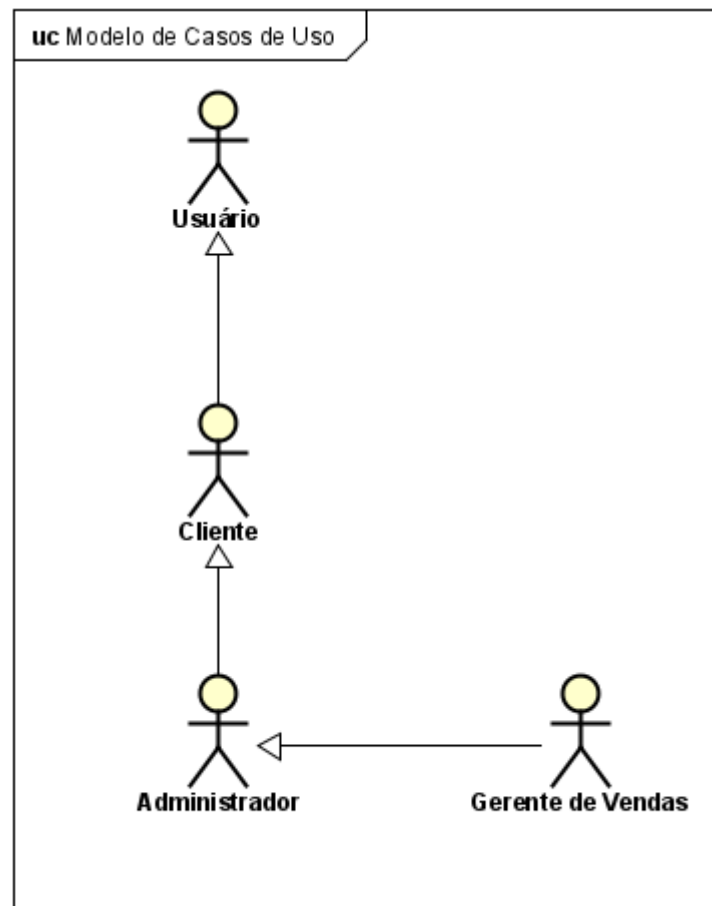 uc Modelo de Casos de Uso
Usuário
Cliente
Administrador
Gerente de Vendas